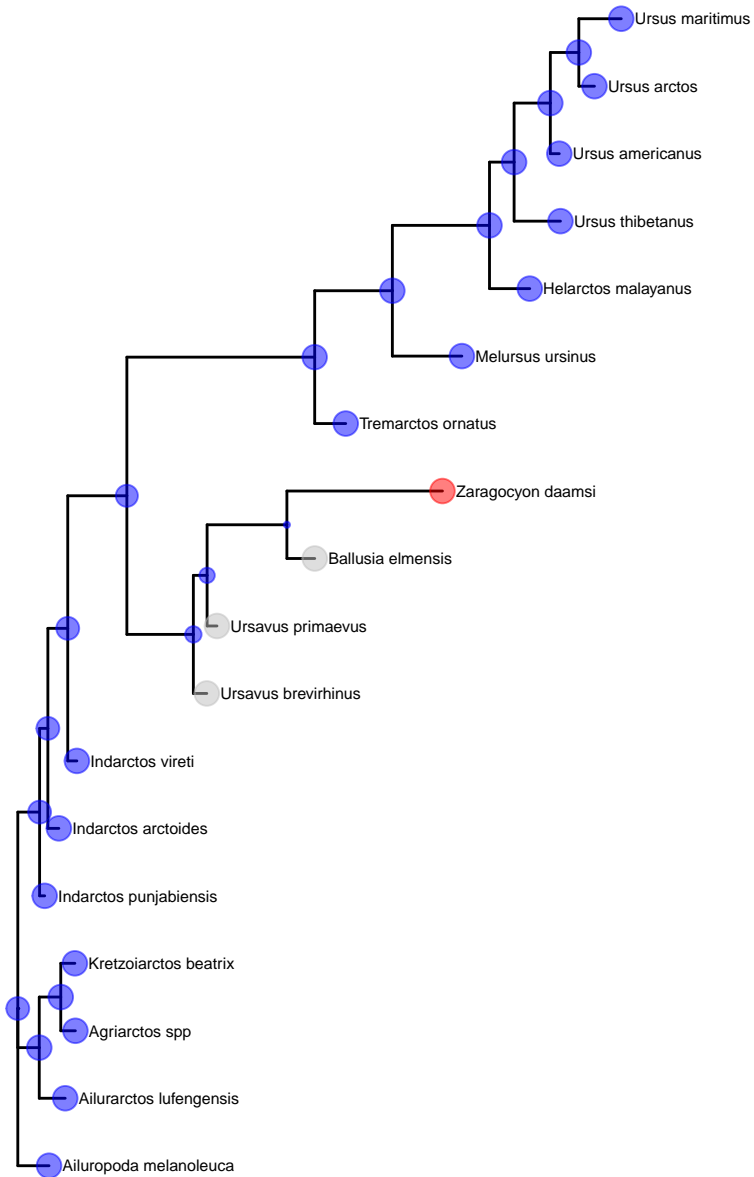 Ursus maritimus
Ursus arctos
Ursus americanus
Ursus thibetanus
Helarctos malayanus
Melursus ursinus
Tremarctos ornatus
Zaragocyon daamsi
Ballusia elmensis
Ursavus primaevus
Ursavus brevirhinus
Indarctos vireti
Indarctos arctoides
Indarctos punjabiensis
Kretzoiarctos beatrix
Agriarctos spp
Ailurarctos lufengensis
Ailuropoda melanoleuca